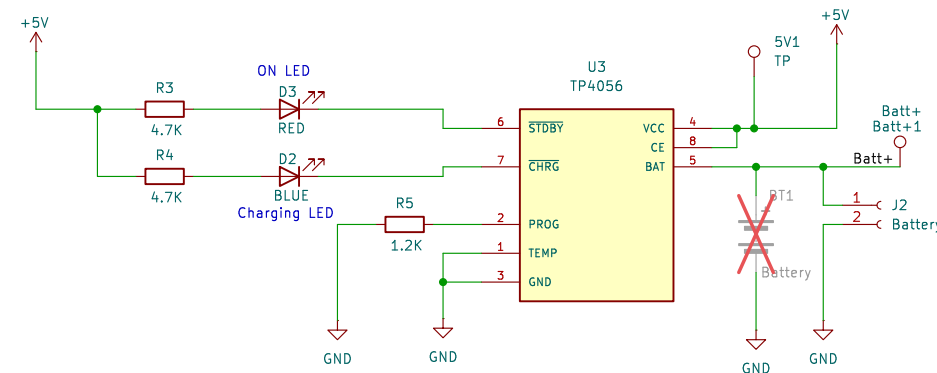 +5V
+5V
5V1
TP
U3
TP4056
ON LED
D3
RED
R3
4.7K
R4
4.7K
D2
BLUE
Charging LED
R5
1.2K
6
STDBY
7
CHRG
2
PROG
1
TEMP
3
GND
VCC
4
CE
8
BAT
5
Batt+
Batt+1
Batt+
BT1
+
Battery
1
2
J2
Battery
GND
GND
GND
GND